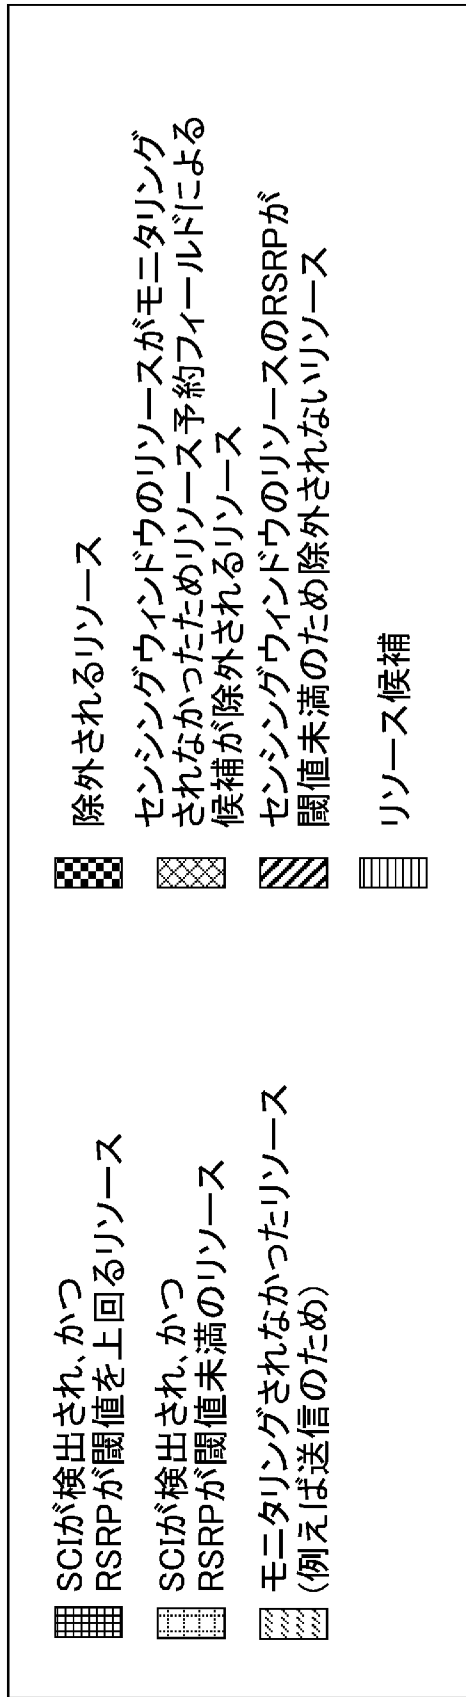 SCIが検出され、かつ
RSRPが閾値を上回るリソース
SCIが検出され、かつ
RSRPが閾値未満のリソース
モニタリングされなかったリソース
(例えば送信のため)
除外されるリソース
センシングウィンドウのリソースがモニタリング
されなかったためリソース予約フィールドによる
候補が除外されるリソース
センシングウィンドウのリソースのRSRPが
閾値未満のため除外されないリソース
リソース候補